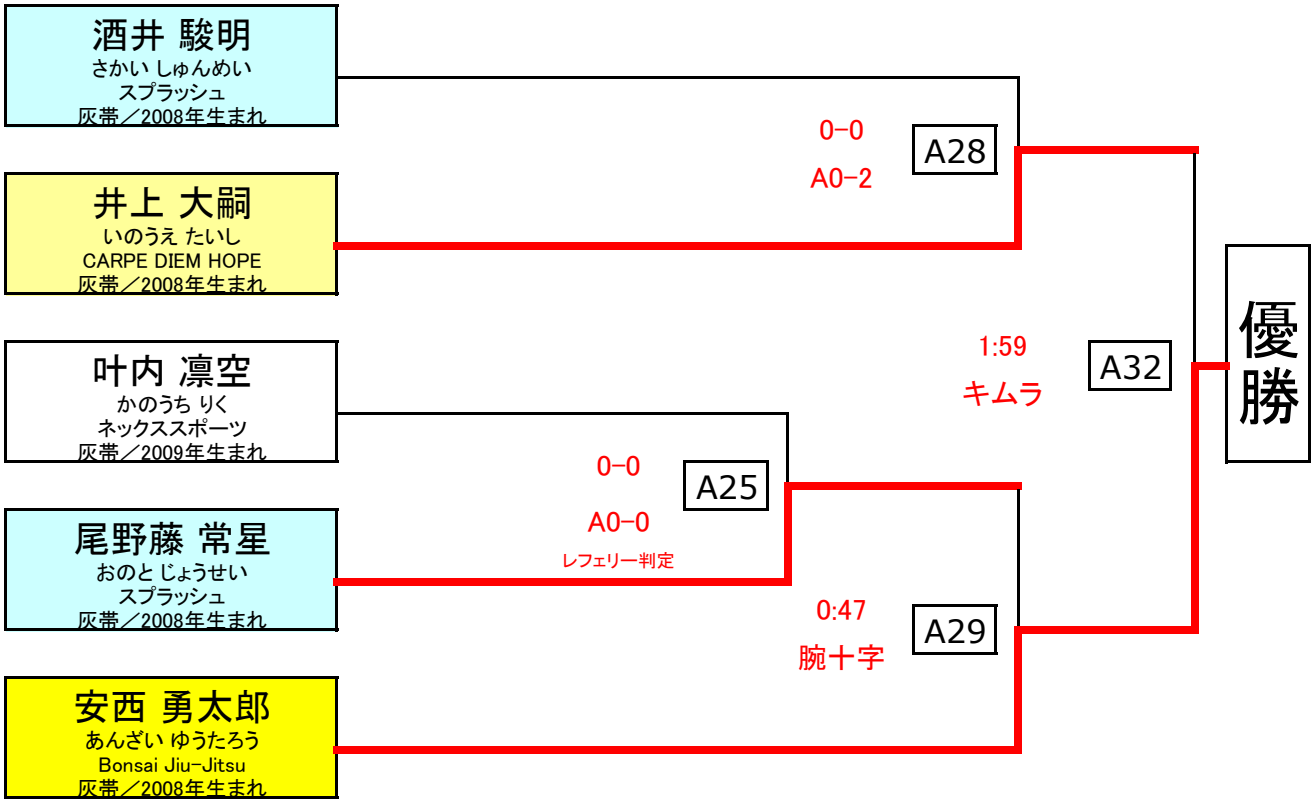 酒井 駿明
さかい しゅんめい
スプラッシュ
灰帯／2008年生まれ
0-0
A28
A0-2
井上 大嗣
いのうえ たいし
CARPE DIEM HOPE
灰帯／2008年生まれ
優勝
1:59
A32
キムラ
叶内 凛空
かのうち りく
ネックススポーツ
灰帯／2009年生まれ
0-0
A25
A0-0
レフェリー判定
尾野藤 常星
おのと じょうせい
スプラッシュ
灰帯／2008年生まれ
0:47
A29
腕十字
安西 勇太郎
あんざい ゆうたろう
Bonsai Jiu-Jitsu
灰帯／2008年生まれ